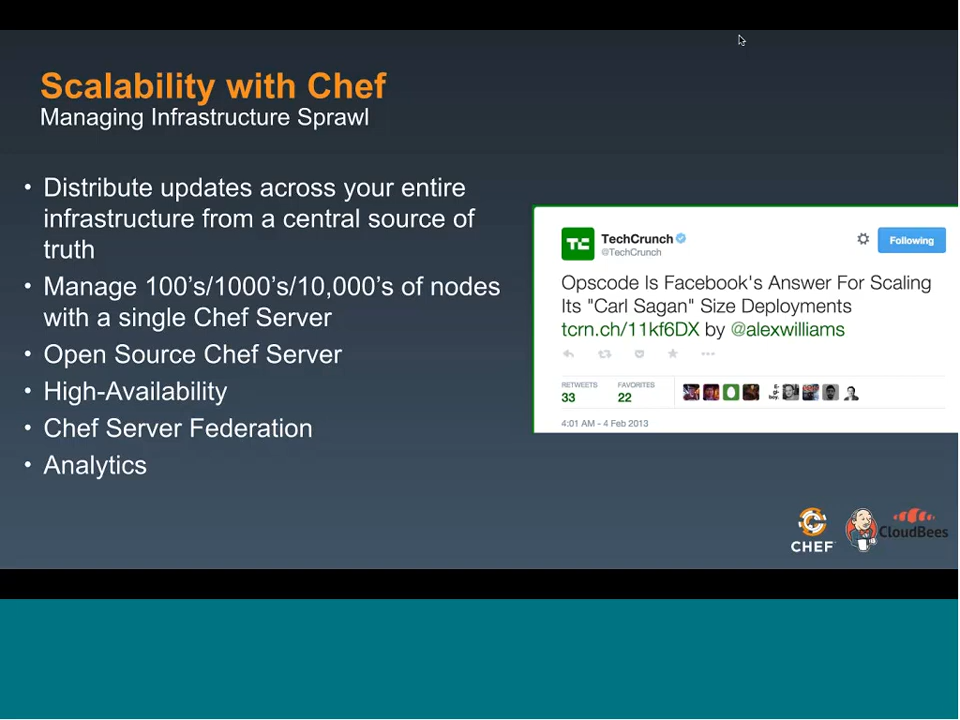 Scalability with Chef
Managing Infrastructure Sprawl
• Distribute updates across your entire
infrastructure from a central source of
truth
• Manage 100’s/1000’s/10,000’s of nodes
with a single Chef Server
• Open Source Chef Server
• High-Availability
• Chef Server Federation
• Analytics
TC
TechCrunch
@TechCrunch
Following
Opscode Is Facebook's Answer For Scaling
Its "Carl Sagan" Size Deployments
tcrn.ch/11kf6DX by @alexwilliams
RETWEETS
33
FAVORITES
22
4:01 AM - 4 Feb 2013
CHEF
CloudBees